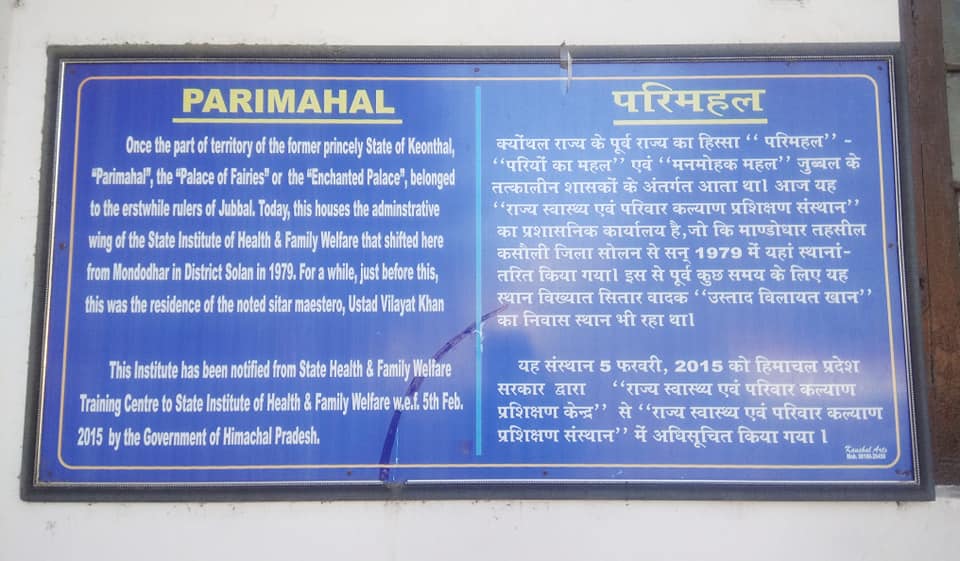 PARIMAHAL
Once the part of territory of the former princely State of Keonthal,
"Parimahal", the "Palace of Fairies" or the "Enchanted Palace", belonged
to the erstwhile rulers of Jubbal. Today, this houses the adminstrative
wing of the State Institute of Health & Family Welfare that shifted here
from Mondodhar in District Solan in 1979. For a while, just before this,
this was the residence of the noted sitar maestero, Ustad Vilayat Khan
This Institute has been notified from State Health & Family Welfare
Training Centre to State Institute of Health & Family Welfare w.e.f. 5th Feb.
2015 by the Government of Himachal Pradesh.
परिमहल
क्योंथल राज्य के पूर्व राज्य का हिस्सा ‘‘ परिमहल’’ -
‘‘परियों का महल’’ एवं ‘‘मनमोहक महल’’ जुब्बल के
तत्कालीन शासकों के अंतर्गत आता था। आज यह
‘‘राज्य स्वास्थ्य एवं परिवार कल्याण प्रशिक्षण संस्थान’’
का प्रशासनिक कार्यालय है,जो कि माण्डोधार तहसील
कसौली जिला सोलन से सन् 1979 में यहां स्थानां-
तरित किया गया। इस से पूर्व कुछ समय के लिए यह
स्थान विख्यात सितार वादक ‘‘उस्ताद विलायत खान’’
का निवास स्थान भी रहा था।
यह संस्थान 5 फरवरी, 2015 को हिमाचल प्रदेश
सरकार द्वारा ‘‘राज्य स्वास्थ्य एवं परिवार कल्याण
प्रशिक्षण केन्द्र’’ से ‘‘राज्य स्वास्थ्य एवं परिवार कल्याण
प्रशिक्षण संस्थान’’ में अधिसूचित किया गया ।
Kaushal Arts